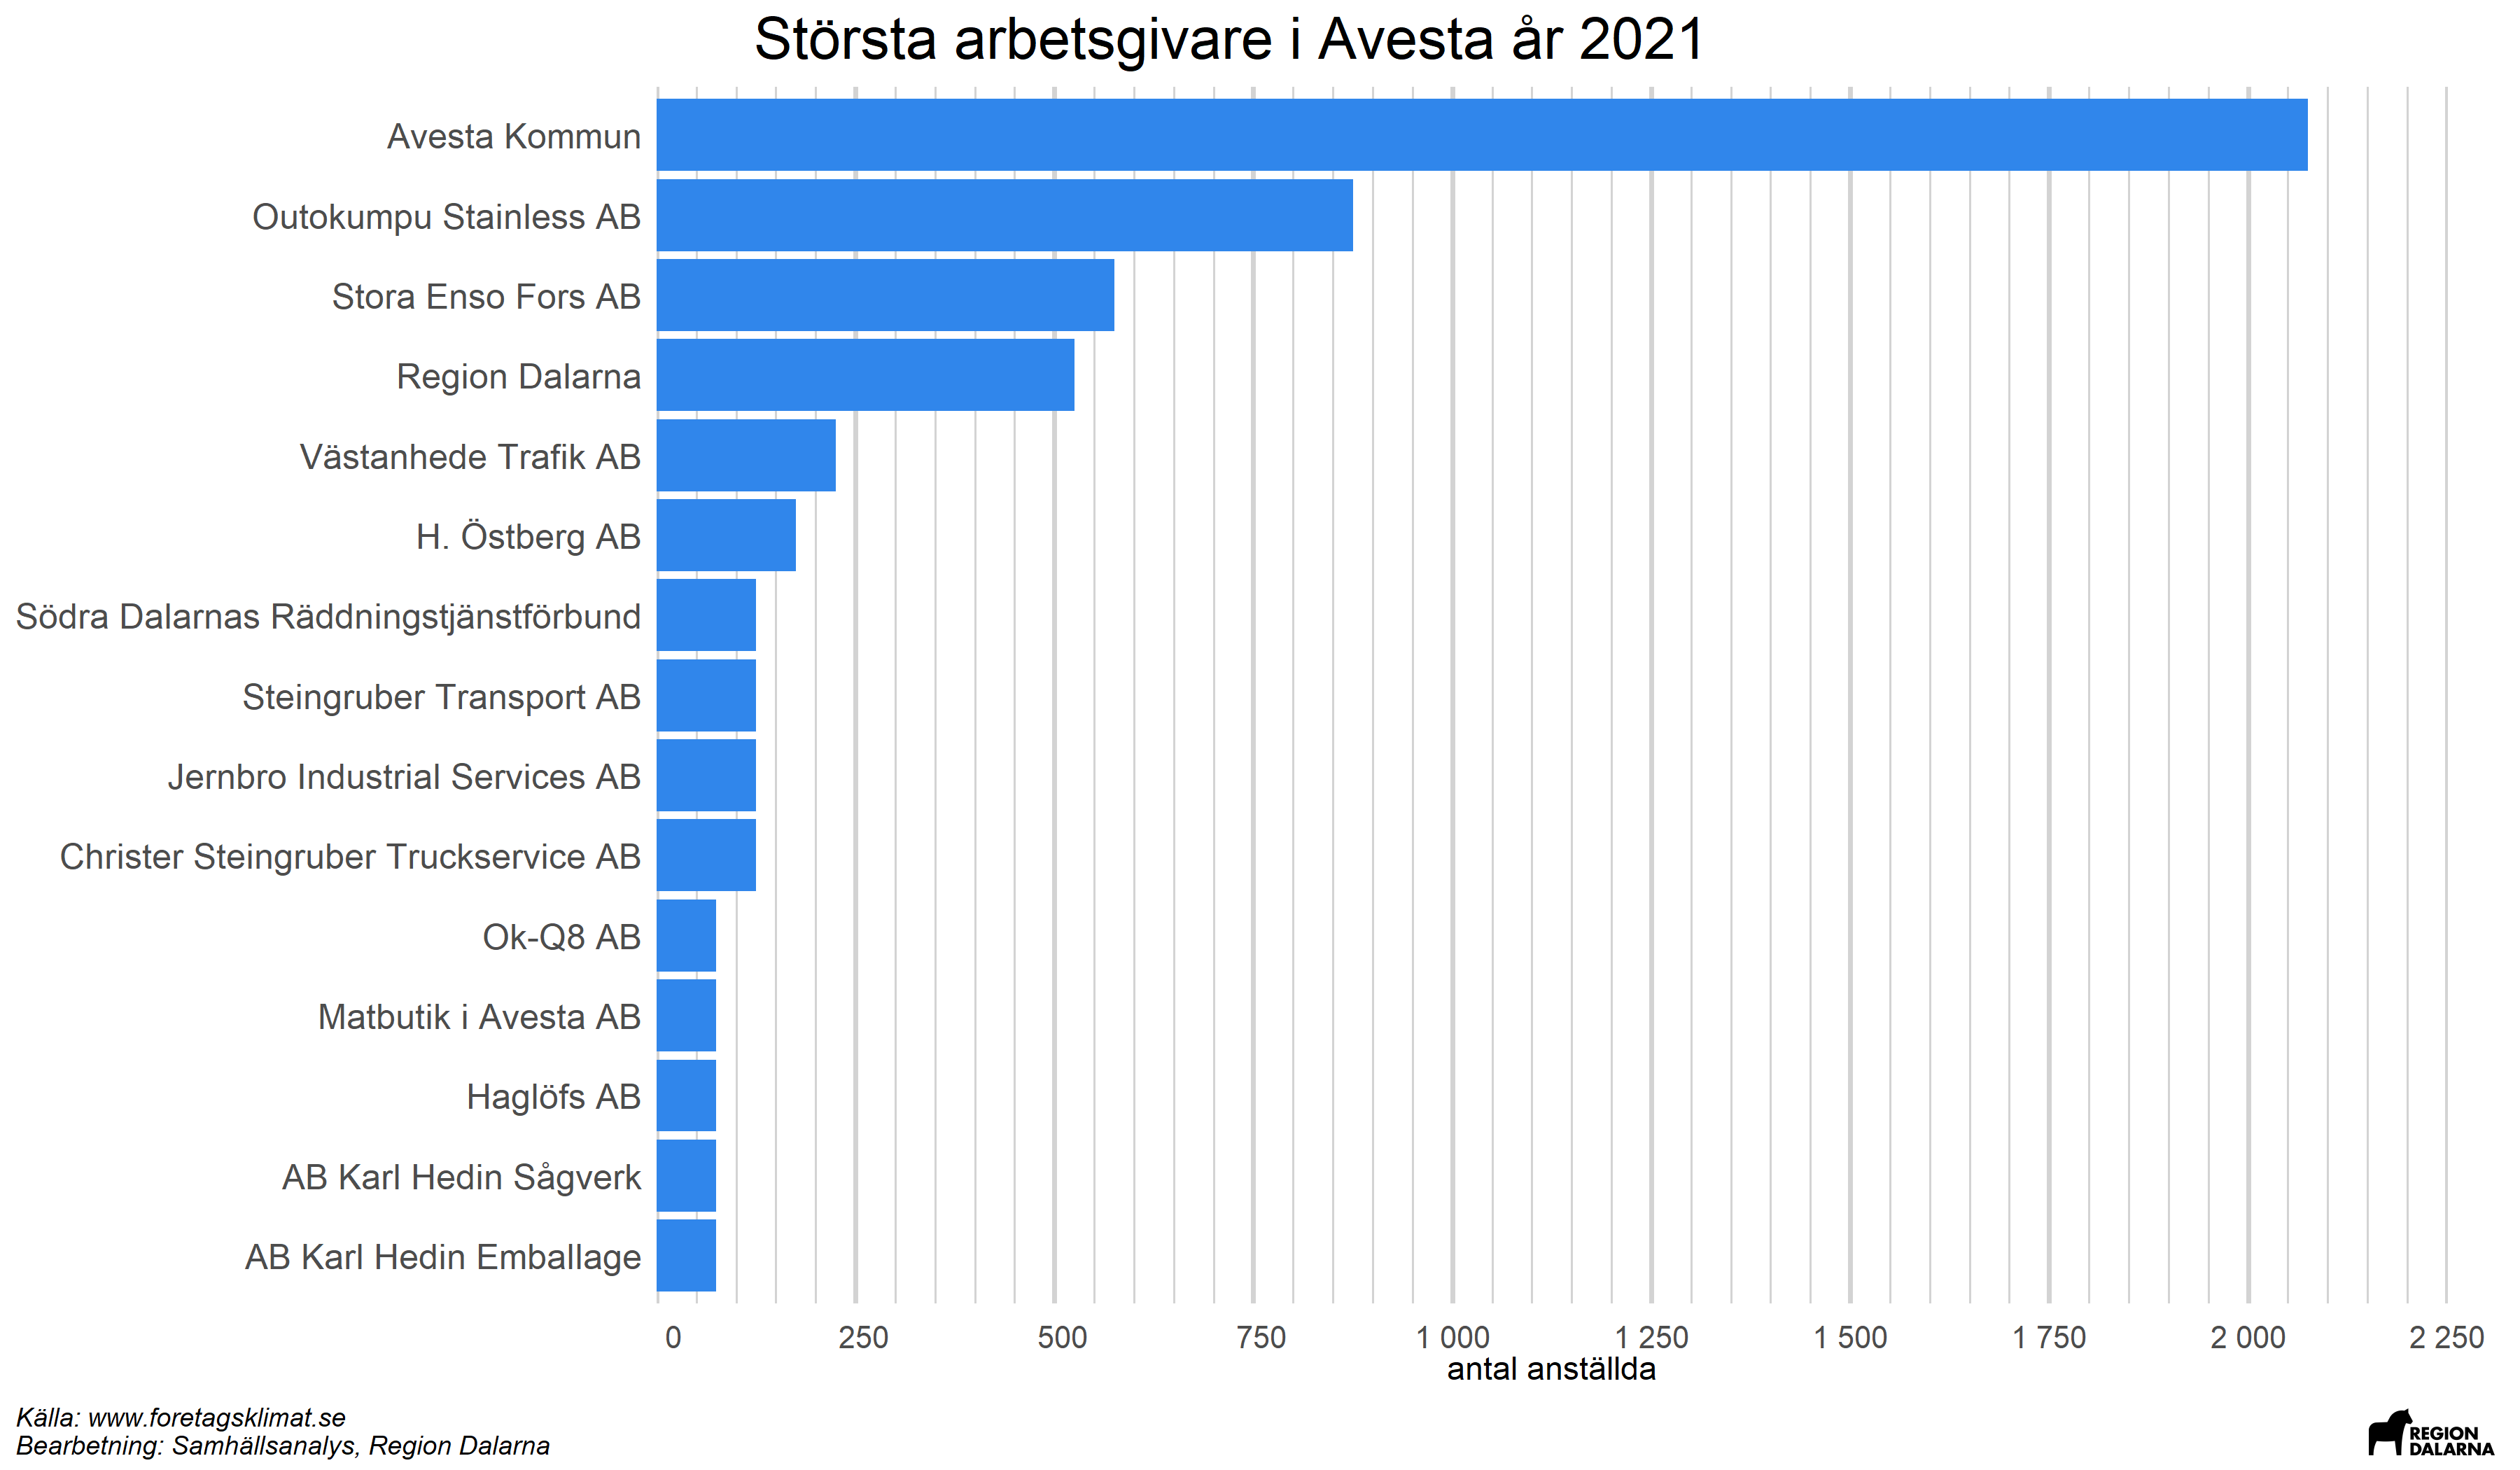 Största arbetsgivare i Avesta år 2021
Avesta Kommun
Outokumpu Stainless AB
Stora Enso Fors AB
Region Dalarna
Västanhede Trafik AB
H. Östberg AB
Södra Dalarnas Räddningstjänstförbund
Steingruber Transport AB
Jernbro Industrial Services AB
Christer Steingruber Truckservice AB
Ok-Q8 AB
Matbutik i Avesta AB
Haglöfs AB
AB Karl Hedin Sågverk
AB Karl Hedin Emballage
0 250 500 750 1 000 1 250 1 500 1 750 2 000 2 250
antal anställda
Källa: www.foretagsklimat.se
Bearbetning: Samhällsanalys, Region Dalarna
REGION
DALARNA